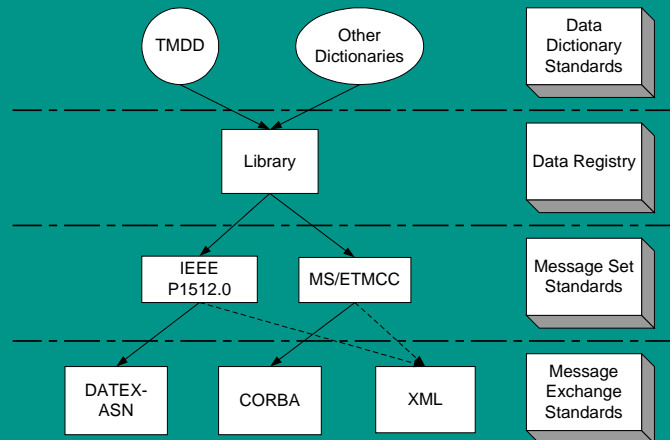 TMDD
Other
Dictionaries
Data
Dictionary
Standards
Library
Data Registry
IEEE
P1512.0
MS/ETMCC
Message Set
Standards
DATEX-
ASN
CORBA
XML
Message
Exchange
Standards